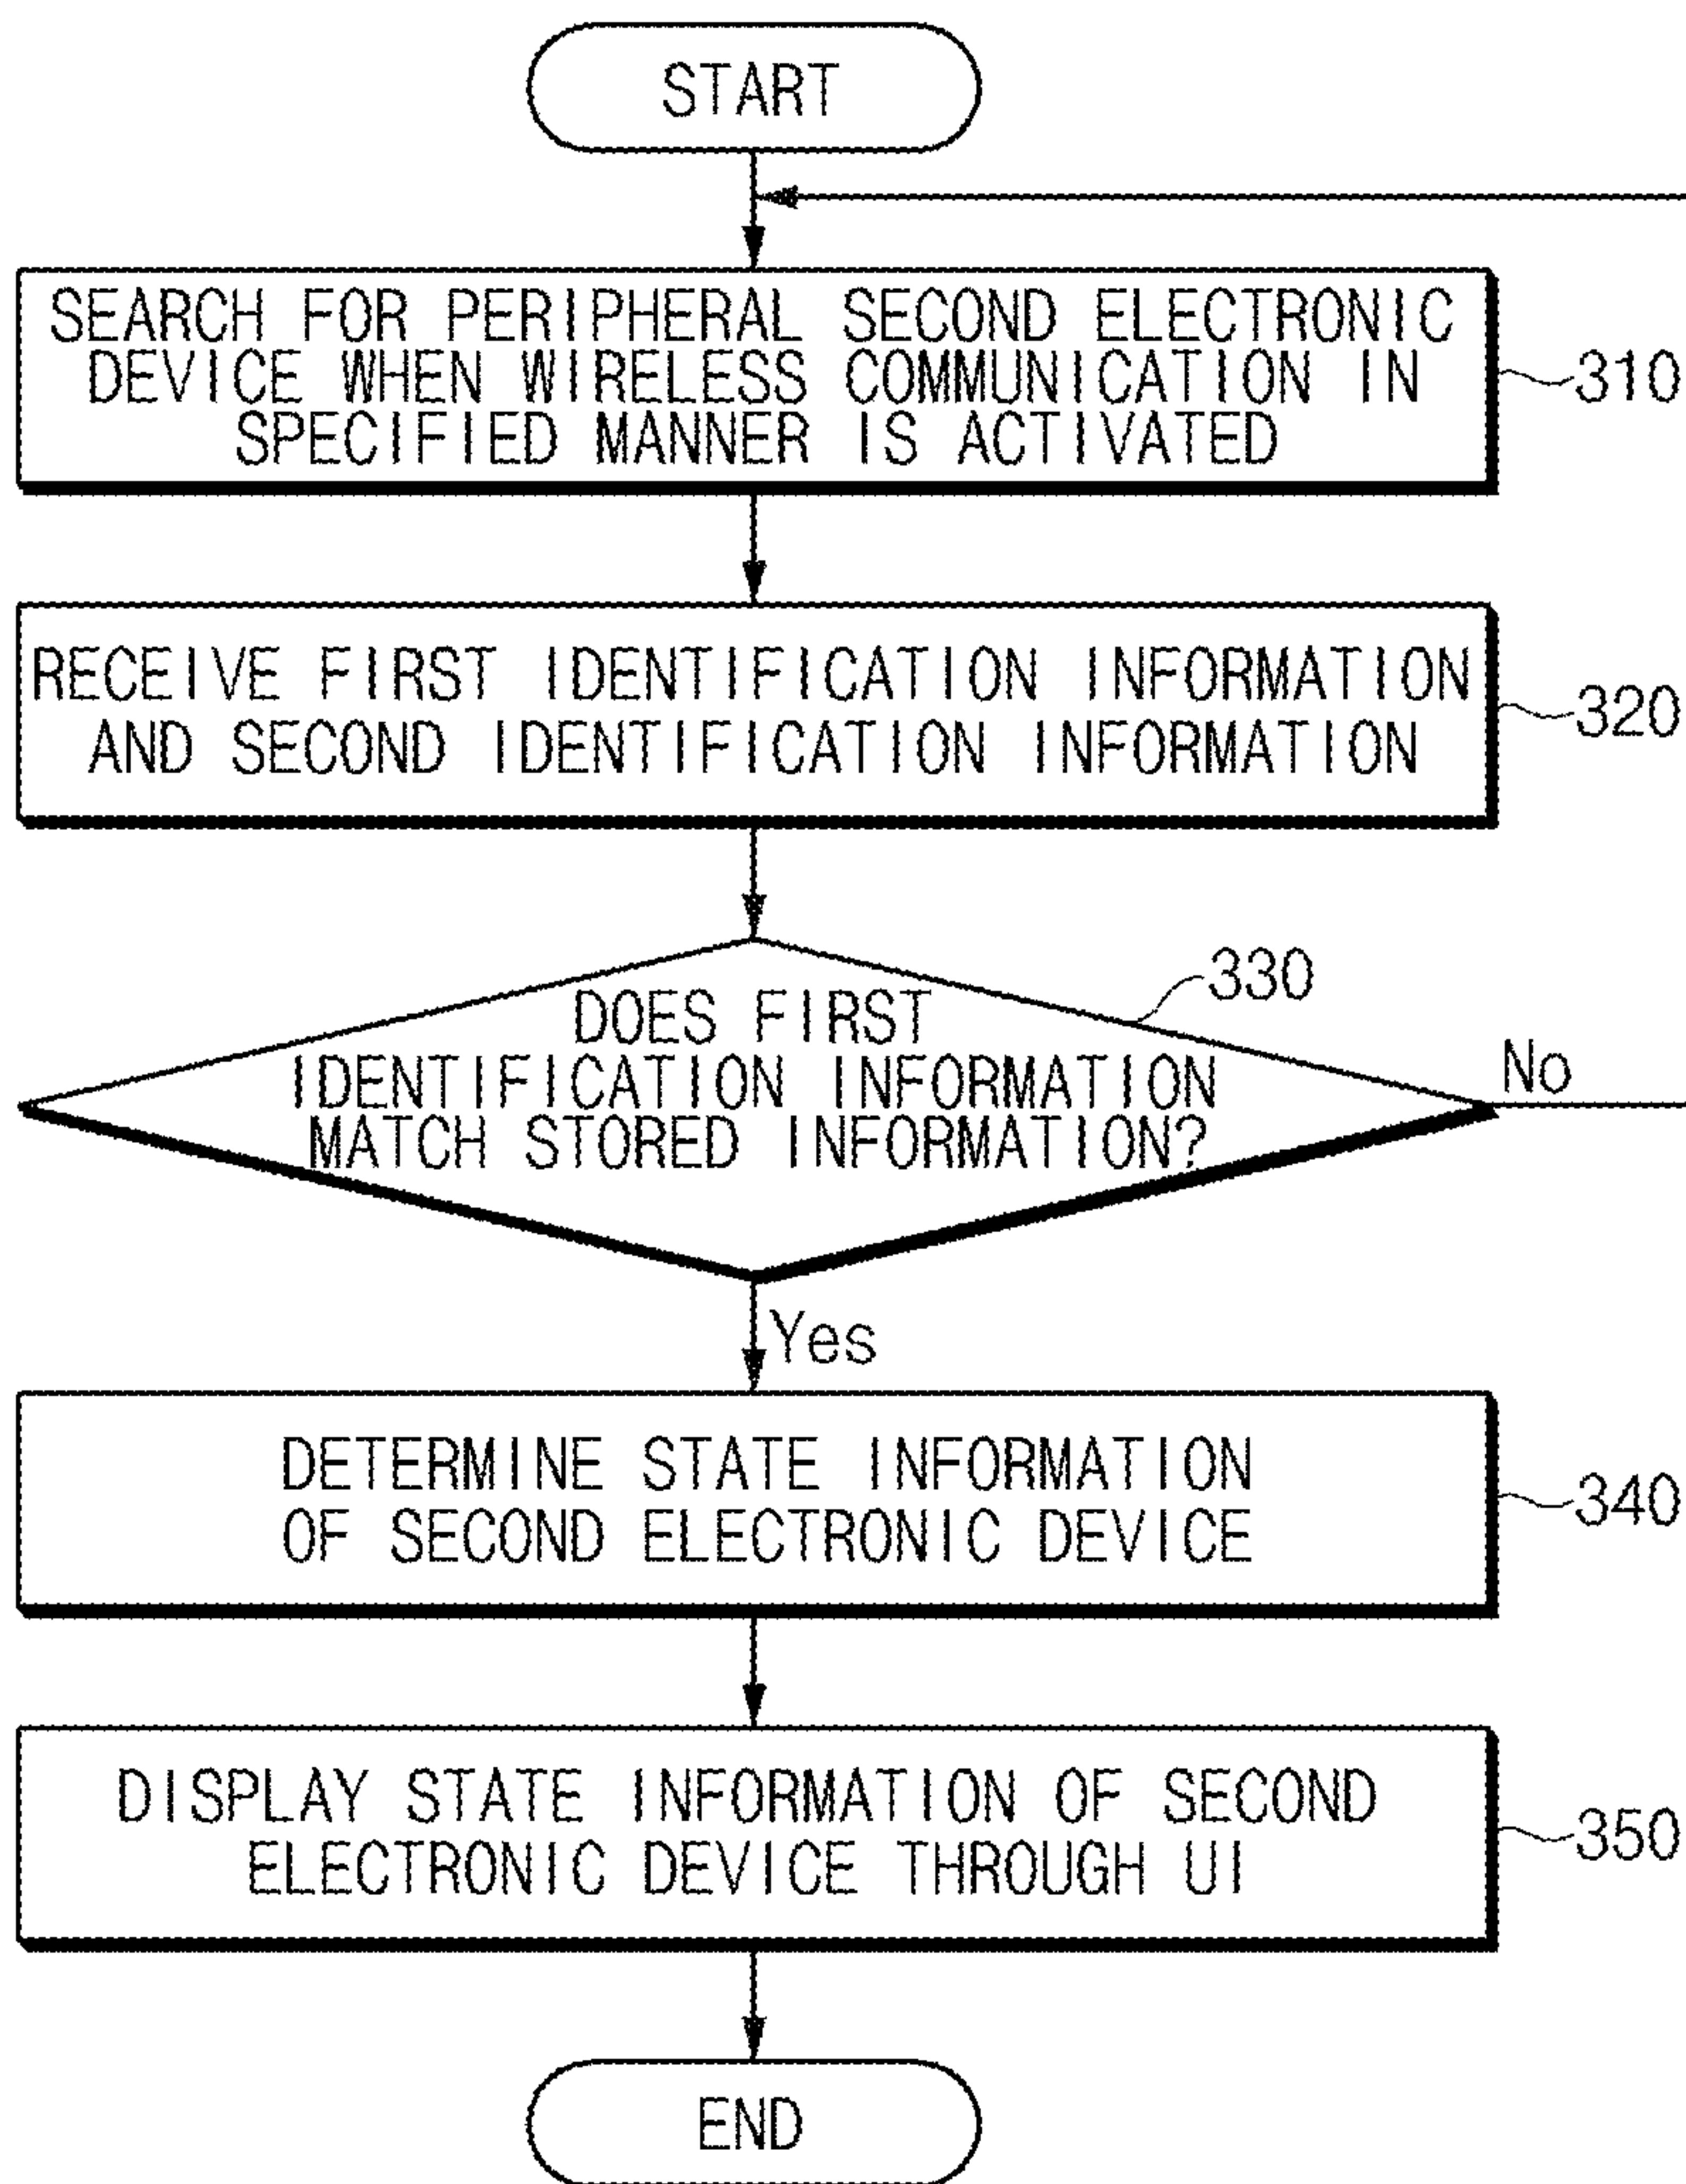 START
SEARCH FOR PERIPHERAL SECOND ELECTRONIC
DEVICE WHEN WIRELESS COMMUNICATION IN
SPECIFIED MANNER IS ACTIVATED
310
RECEIVE FIRST IDENTIFICATION INFORMATION
AND SECOND IDENTIFICATION INFORMATION
320
330
DOES FIRST
IDENTIFICATION INFORMATION
MATCH STORED INFORMATION?
No
Yes
DETERMINE STATE INFORMATION
OF SECOND ELECTRONIC DEVICE
340
DISPLAY STATE INFORMATION OF SECOND
ELECTRONIC DEVICE THROUGH UI
350
END